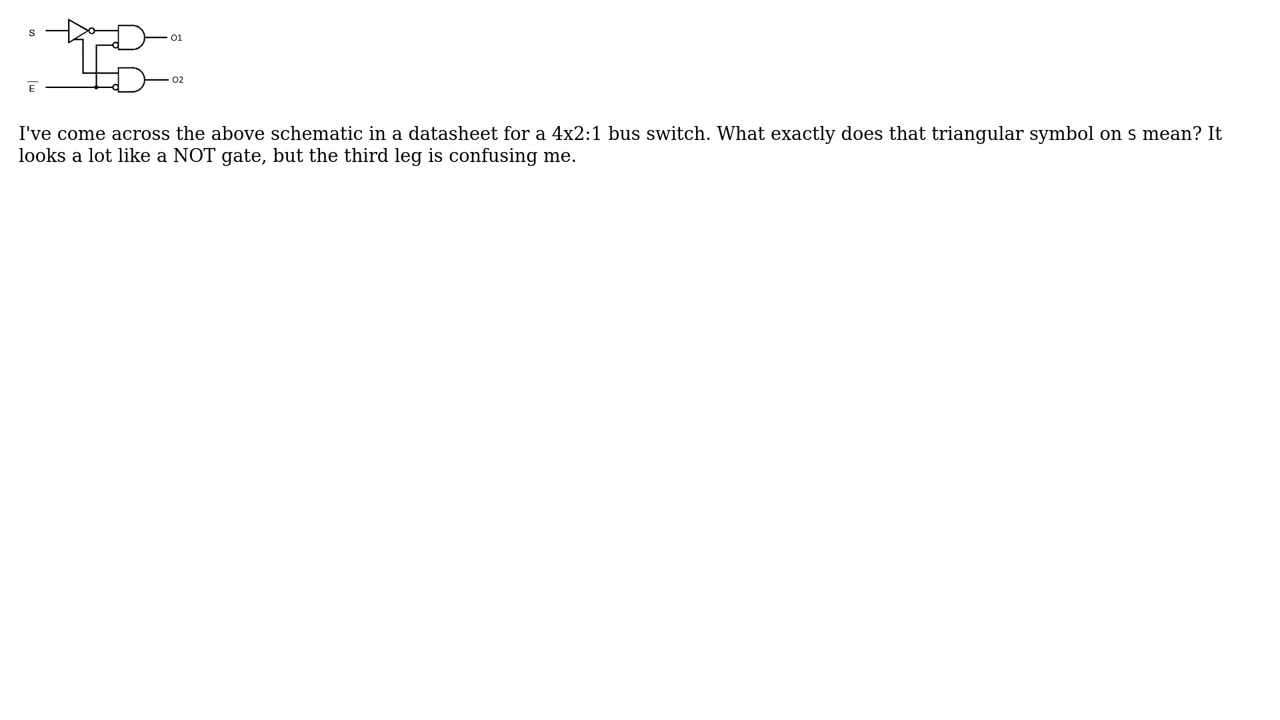 S
O1
O2
E
I've come across the above schematic in a datasheet for a 4x2:1 bus switch. What exactly does that triangular symbol on s mean? It
looks a lot like a NOT gate, but the third leg is confusing me.